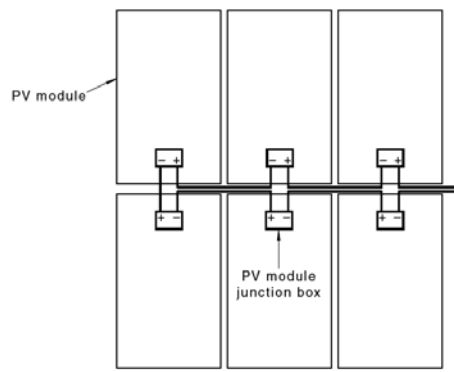 PV module
− +
− +
− +
+ −
+ −
+ −
PV module
junction box